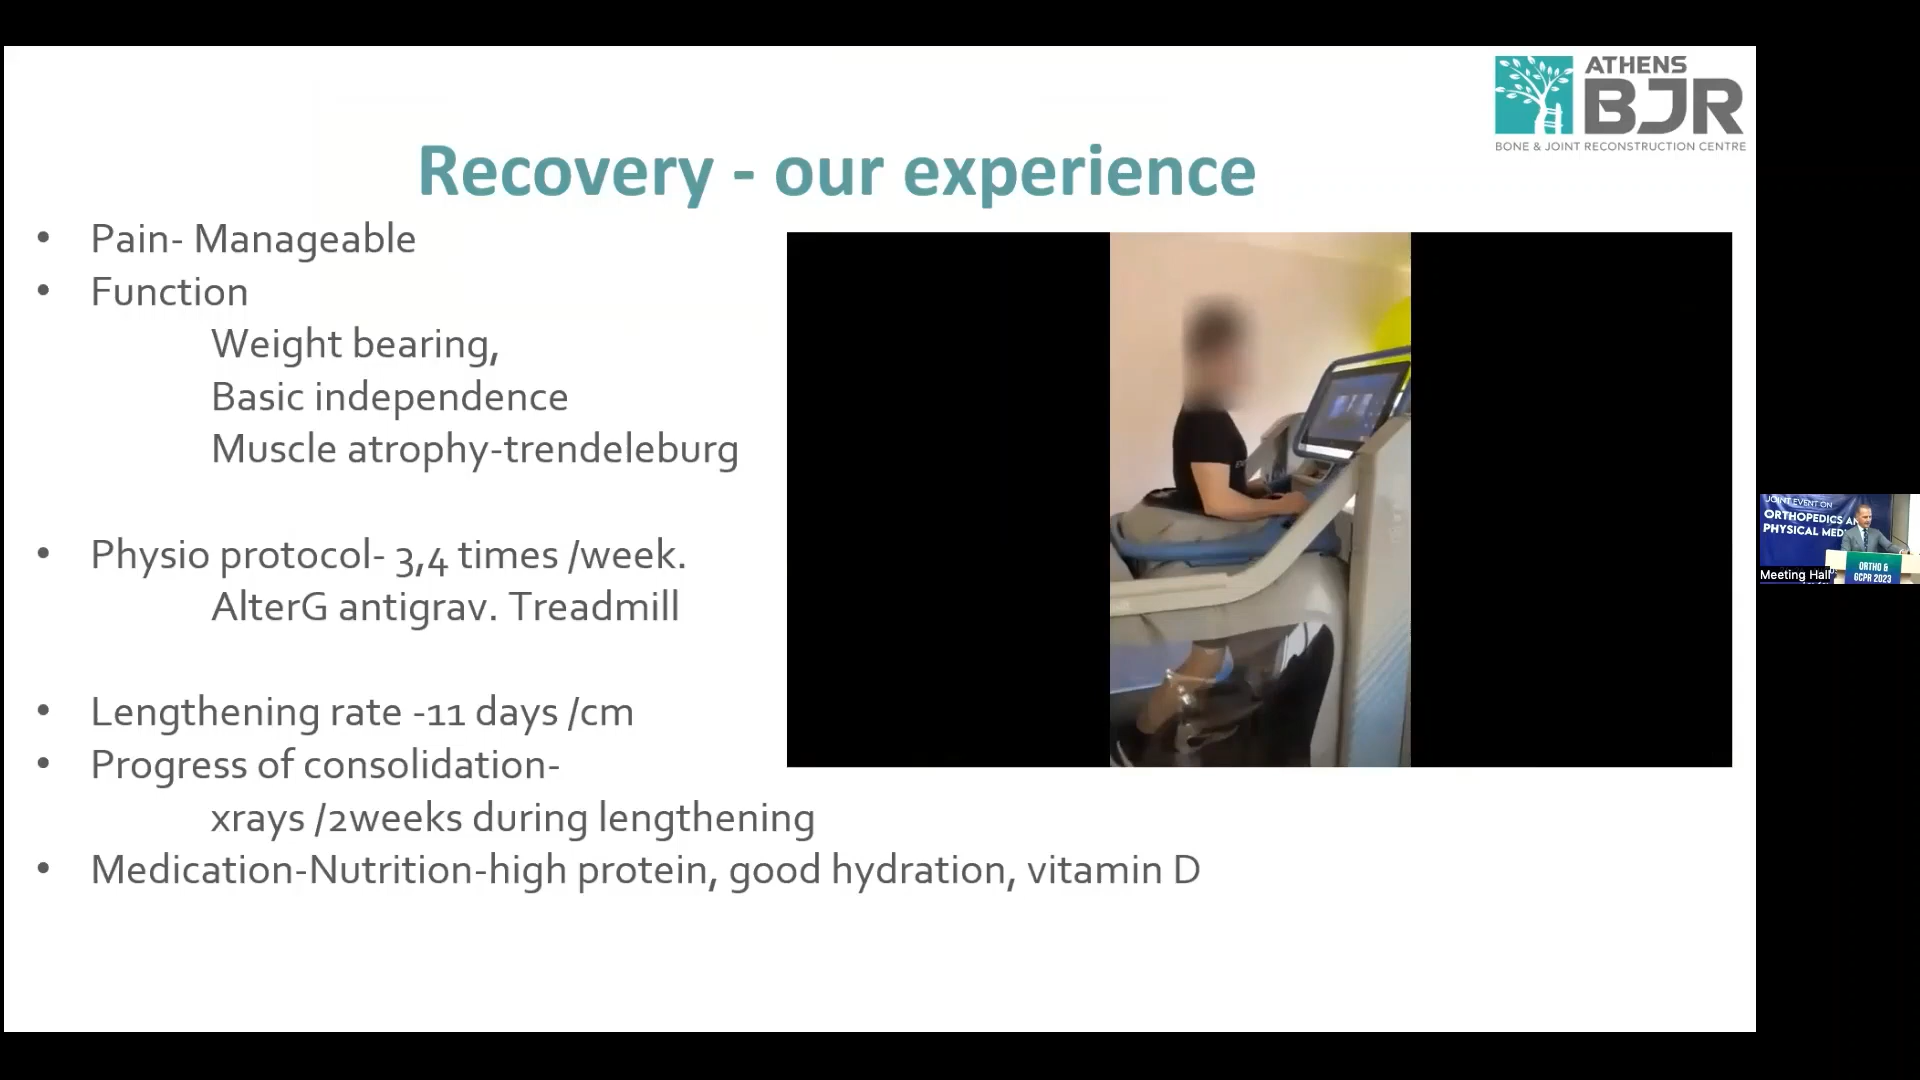 ATHENS
BJR
BONE & JOINT RECONSTRUCTION CENTRE
Recovery - our experience
• Pain- Manageable
• Function
Weight bearing,
Basic independence
Muscle atrophy-trendeleburg
• Physio protocol- 3,4 times /week.
AlterG antigrav. Treadmill
• Lengthening rate -11 days /cm
• Progress of consolidation-
xrays /2weeks during lengthening
• Medication-Nutrition-high protein, good hydration, vitamin D
JOINT EVENT ON
ORTHOPEDICS
PHYSICAL MED
ORTHO &
GCPR 2023
Meeting Hall